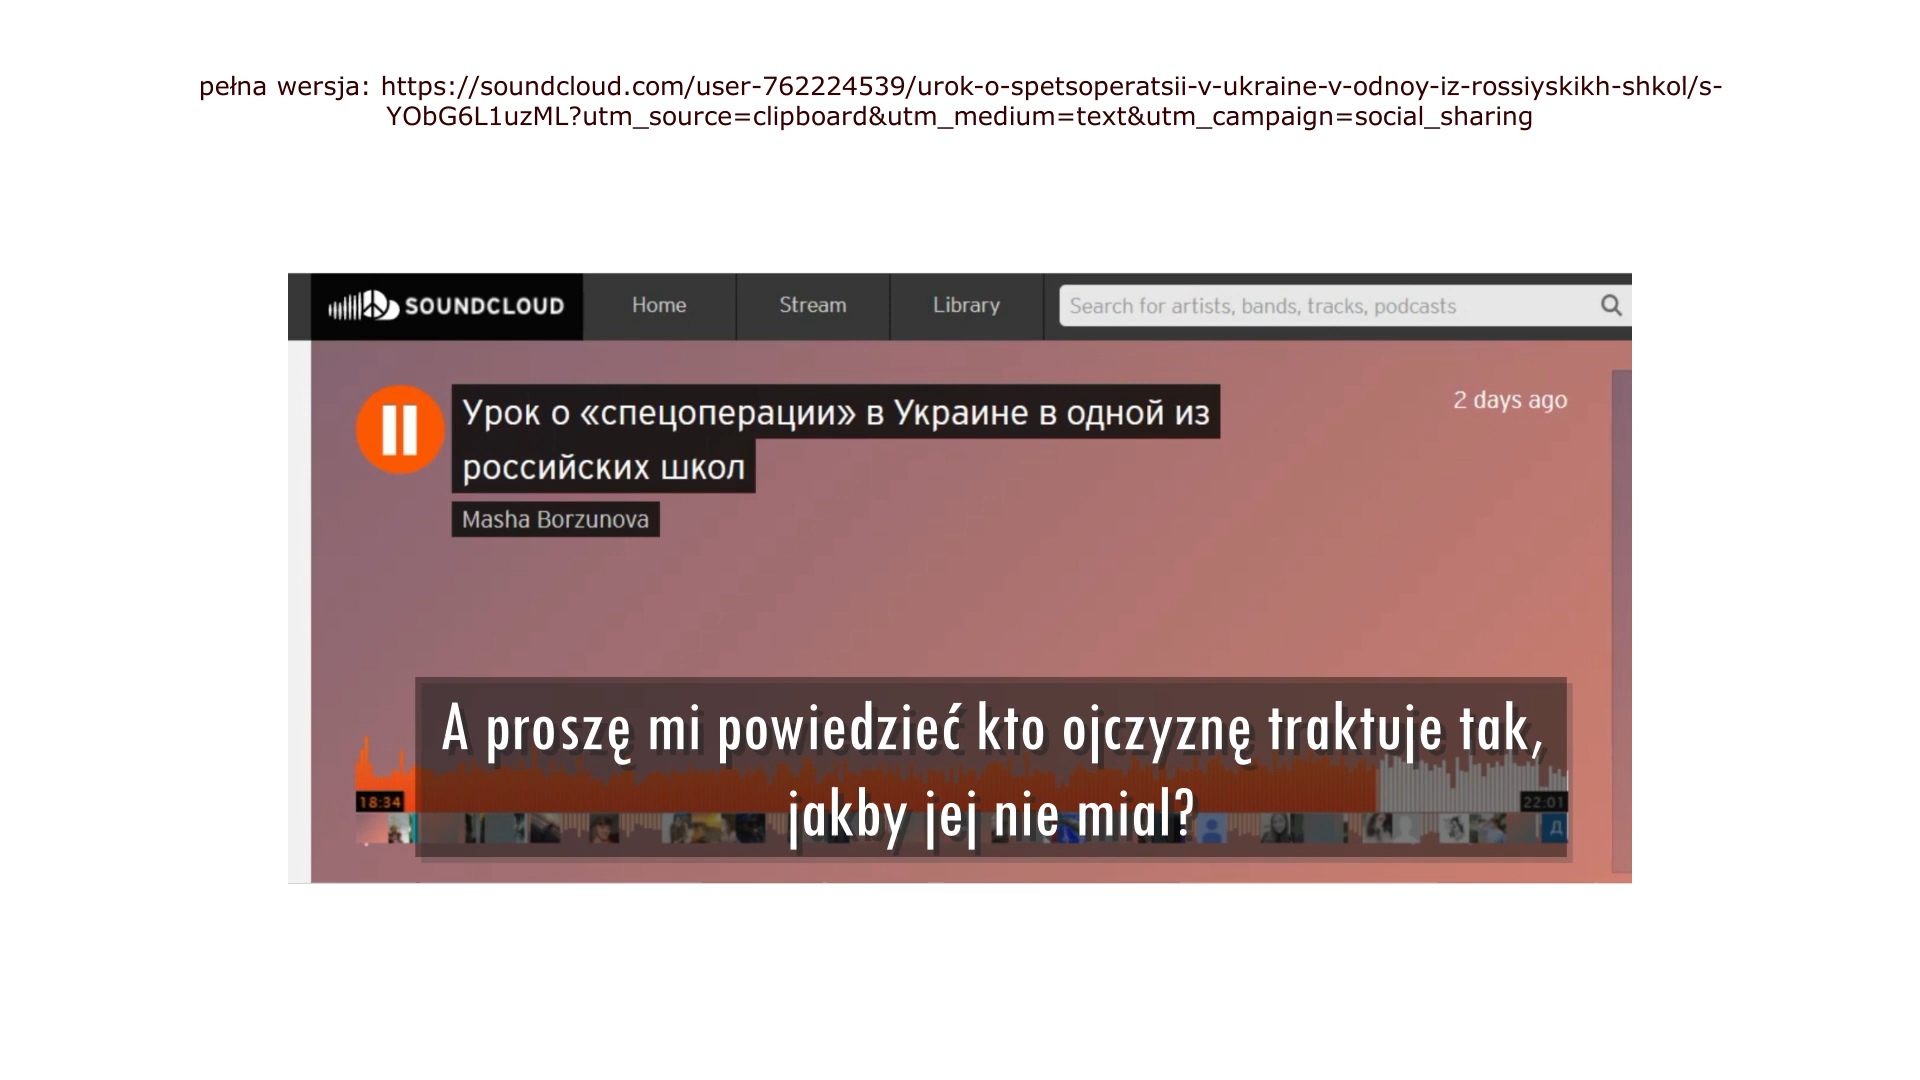 pełna wersja: https://soundcloud.com/user-762224539/urok-o-spetsoperatsii-v-ukraine-v-odnoy-iz-rossiyskikh-shkol/s-
YObG6L1uzML?utm_source=clipboard&utm_medium=text&utm_campaign=social_sharing
SOUNDCLOUD Home Stream Library Search for artists, bands, tracks, podcasts
2 days ago
Урок о «спецоперации» в Украине в одной из
российских школ
Masha Borzunova
A proszę mi powiedzieć kto ojczyznę traktuje tak,
jakby jej nie mial?
18:34 22:01
Д